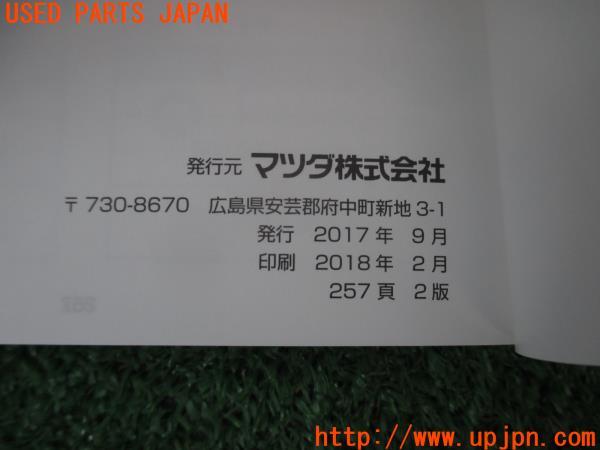 USED PARTS JAPAN
発行元 マツダ株式会社
〒730-8670 広島県安芸郡府中町新地 3-1
発行 2017 年 9 月
印刷 2018 年 2 月
257 頁 2 版
http://www.upjpn.com